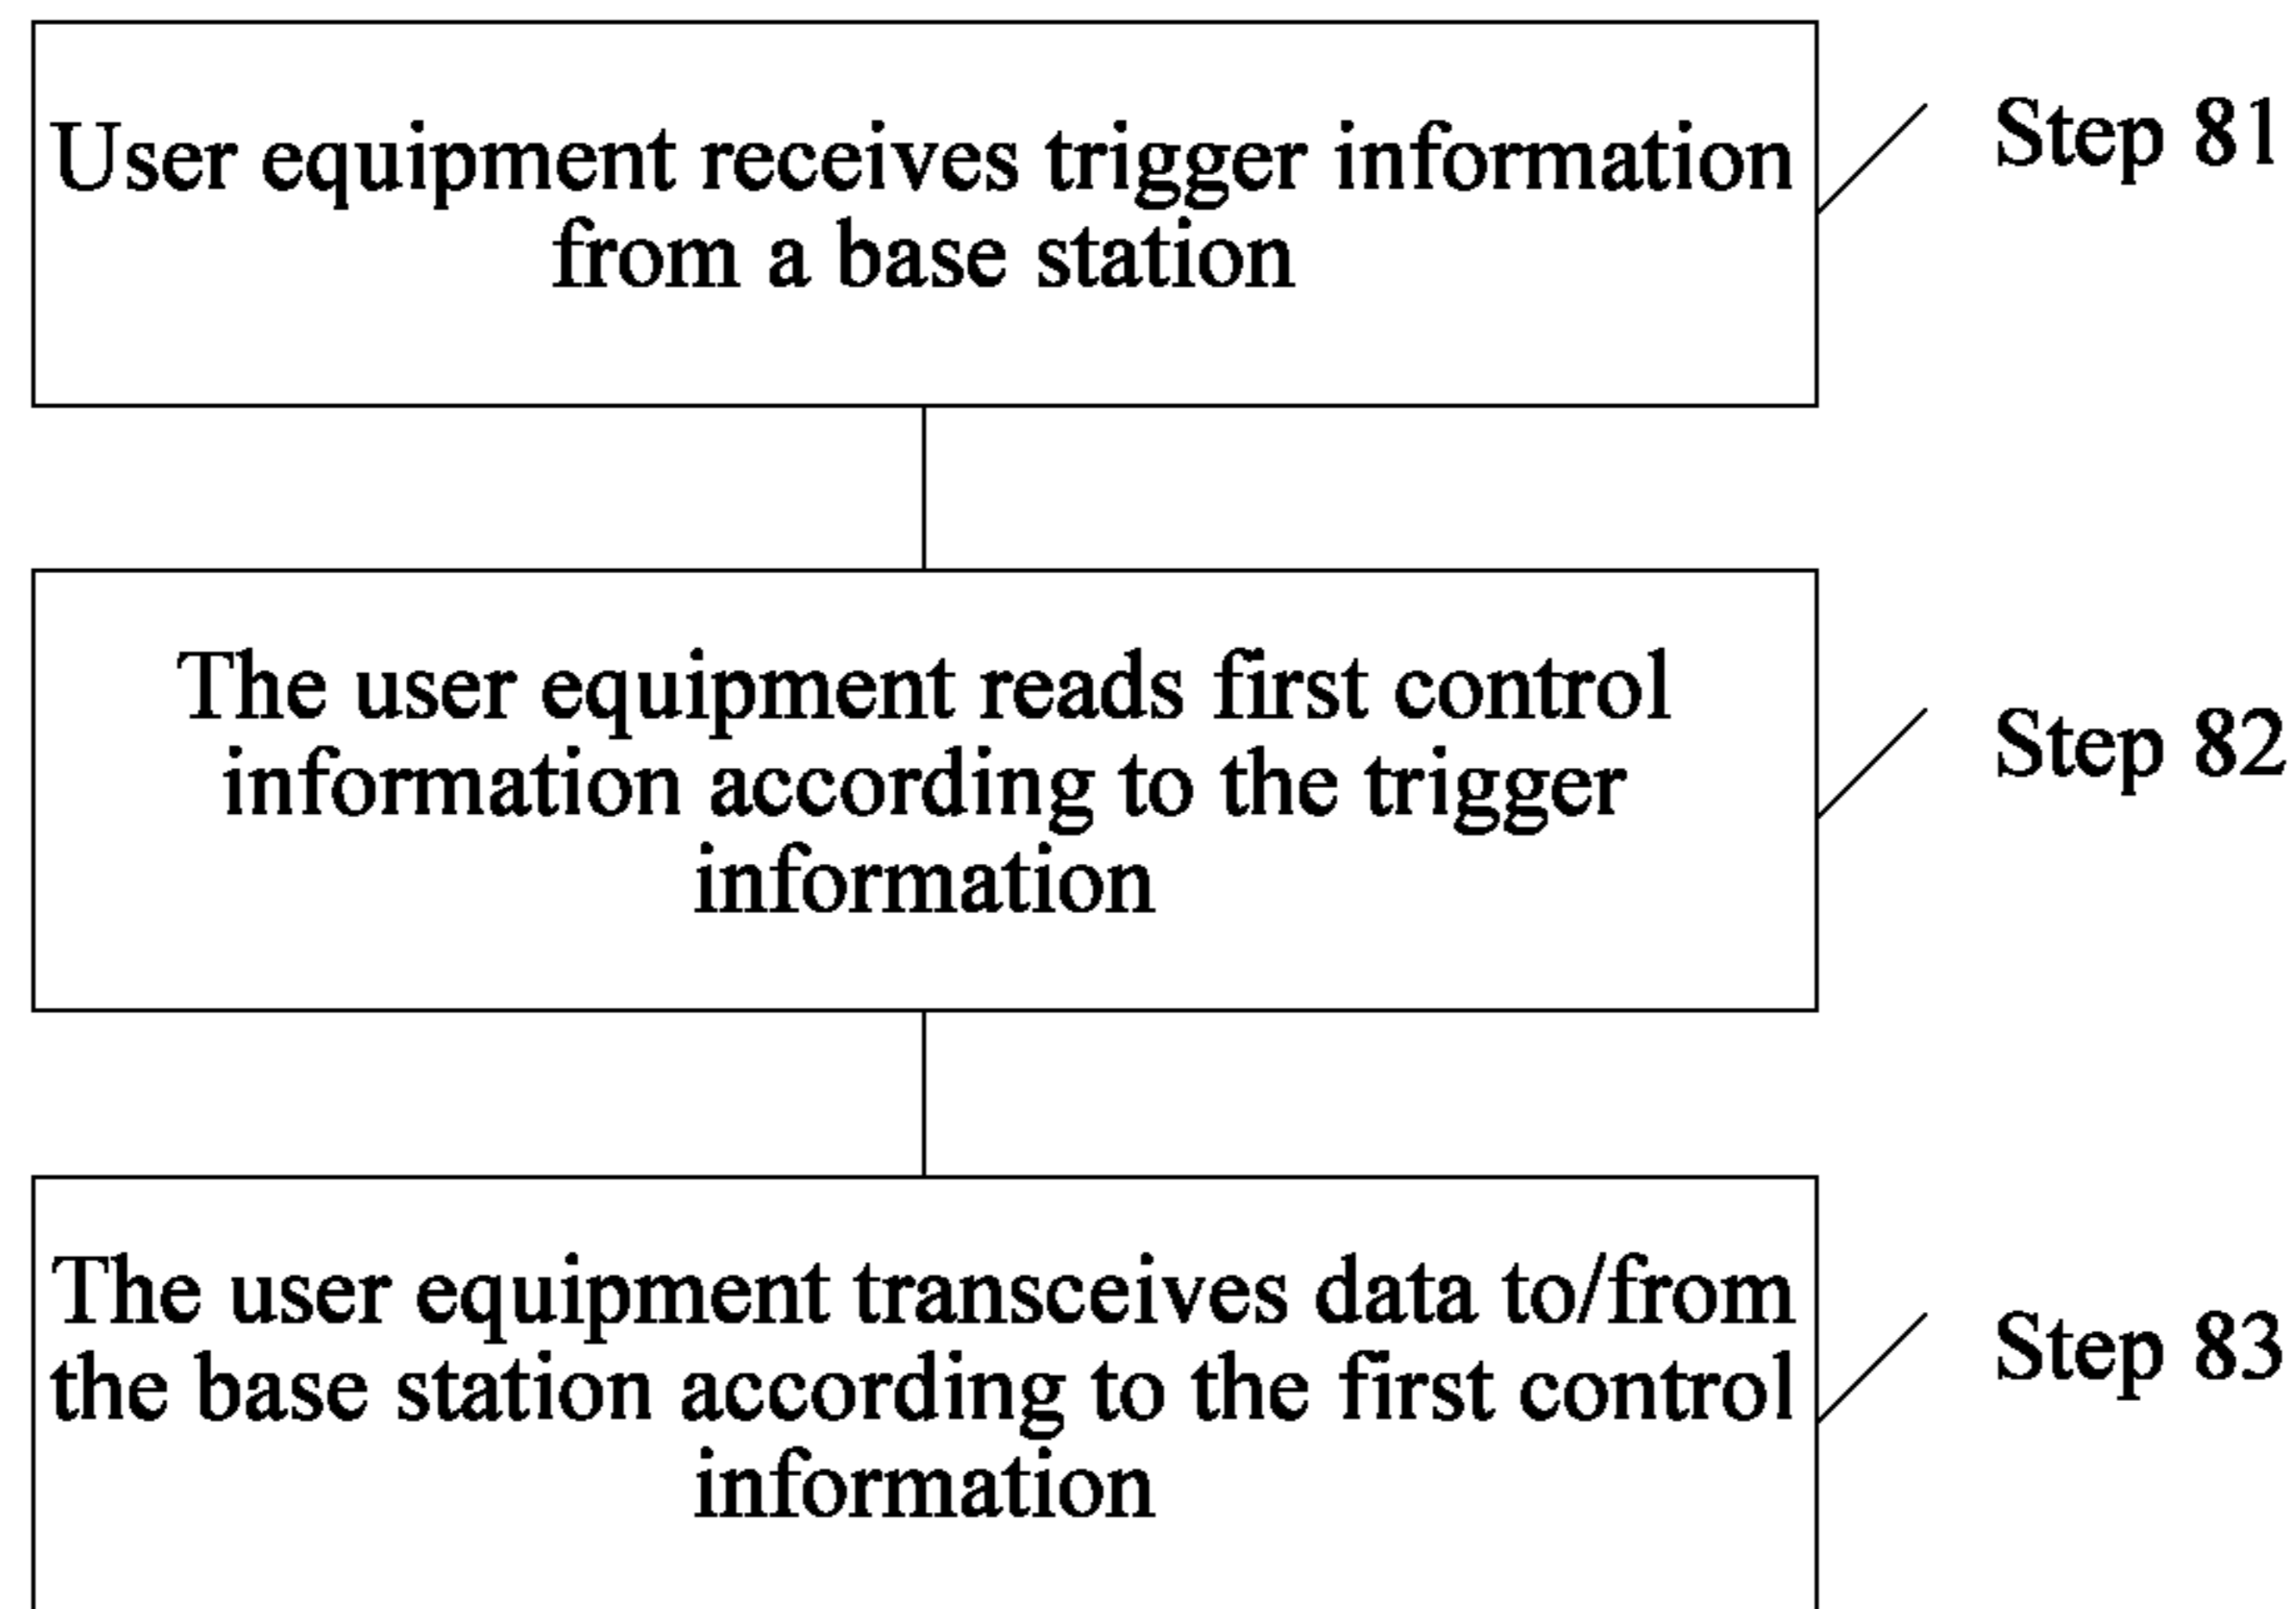 User equipment receives trigger information
from a base station
Step 81
The user equipment reads first control
information according to the trigger
information
Step 82
The user equipment transceives data to/from
the base station according to the first control
information
Step 83